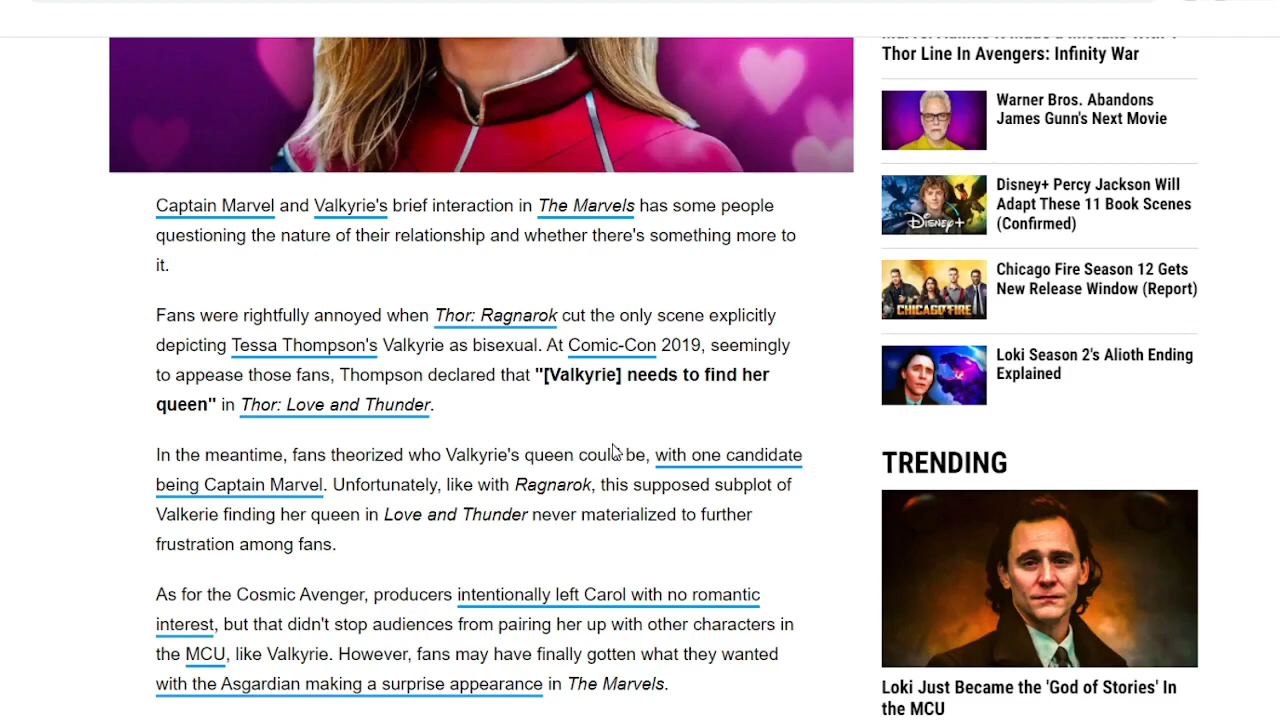 Captain Marvel and Valkyrie's brief interaction in The Marvels has some people
questioning the nature of their relationship and whether there's something more to
it.
Fans were rightfully annoyed when Thor: Ragnarok cut the only scene explicitly
depicting Tessa Thompson's Valkyrie as bisexual. At Comic-Con 2019, seemingly
to appease those fans, Thompson declared that "[Valkyrie] needs to find her
queen" in Thor: Love and Thunder.
In the meantime, fans theorized who Valkyrie's queen could be, with one candidate
being Captain Marvel. Unfortunately, like with Ragnarok, this supposed subplot of
Valkerie finding her queen in Love and Thunder never materialized to further
frustration among fans.
As for the Cosmic Avenger, producers intentionally left Carol with no romantic
interest, but that didn't stop audiences from pairing her up with other characters in
the MCU, like Valkyrie. However, fans may have finally gotten what they wanted
with the Asgardian making a surprise appearance in The Marvels.
Thor Line In Avengers: Infinity War
Warner Bros. Abandons
James Gunn's Next Movie
Disney+
Disney+ Percy Jackson Will
Adapt These 11 Book Scenes
(Confirmed)
CHICAGO FIRE
Chicago Fire Season 12 Gets
New Release Window (Report)
Loki Season 2's Alioth Ending
Explained
TRENDING
Loki Just Became the 'God of Stories' In
the MCU